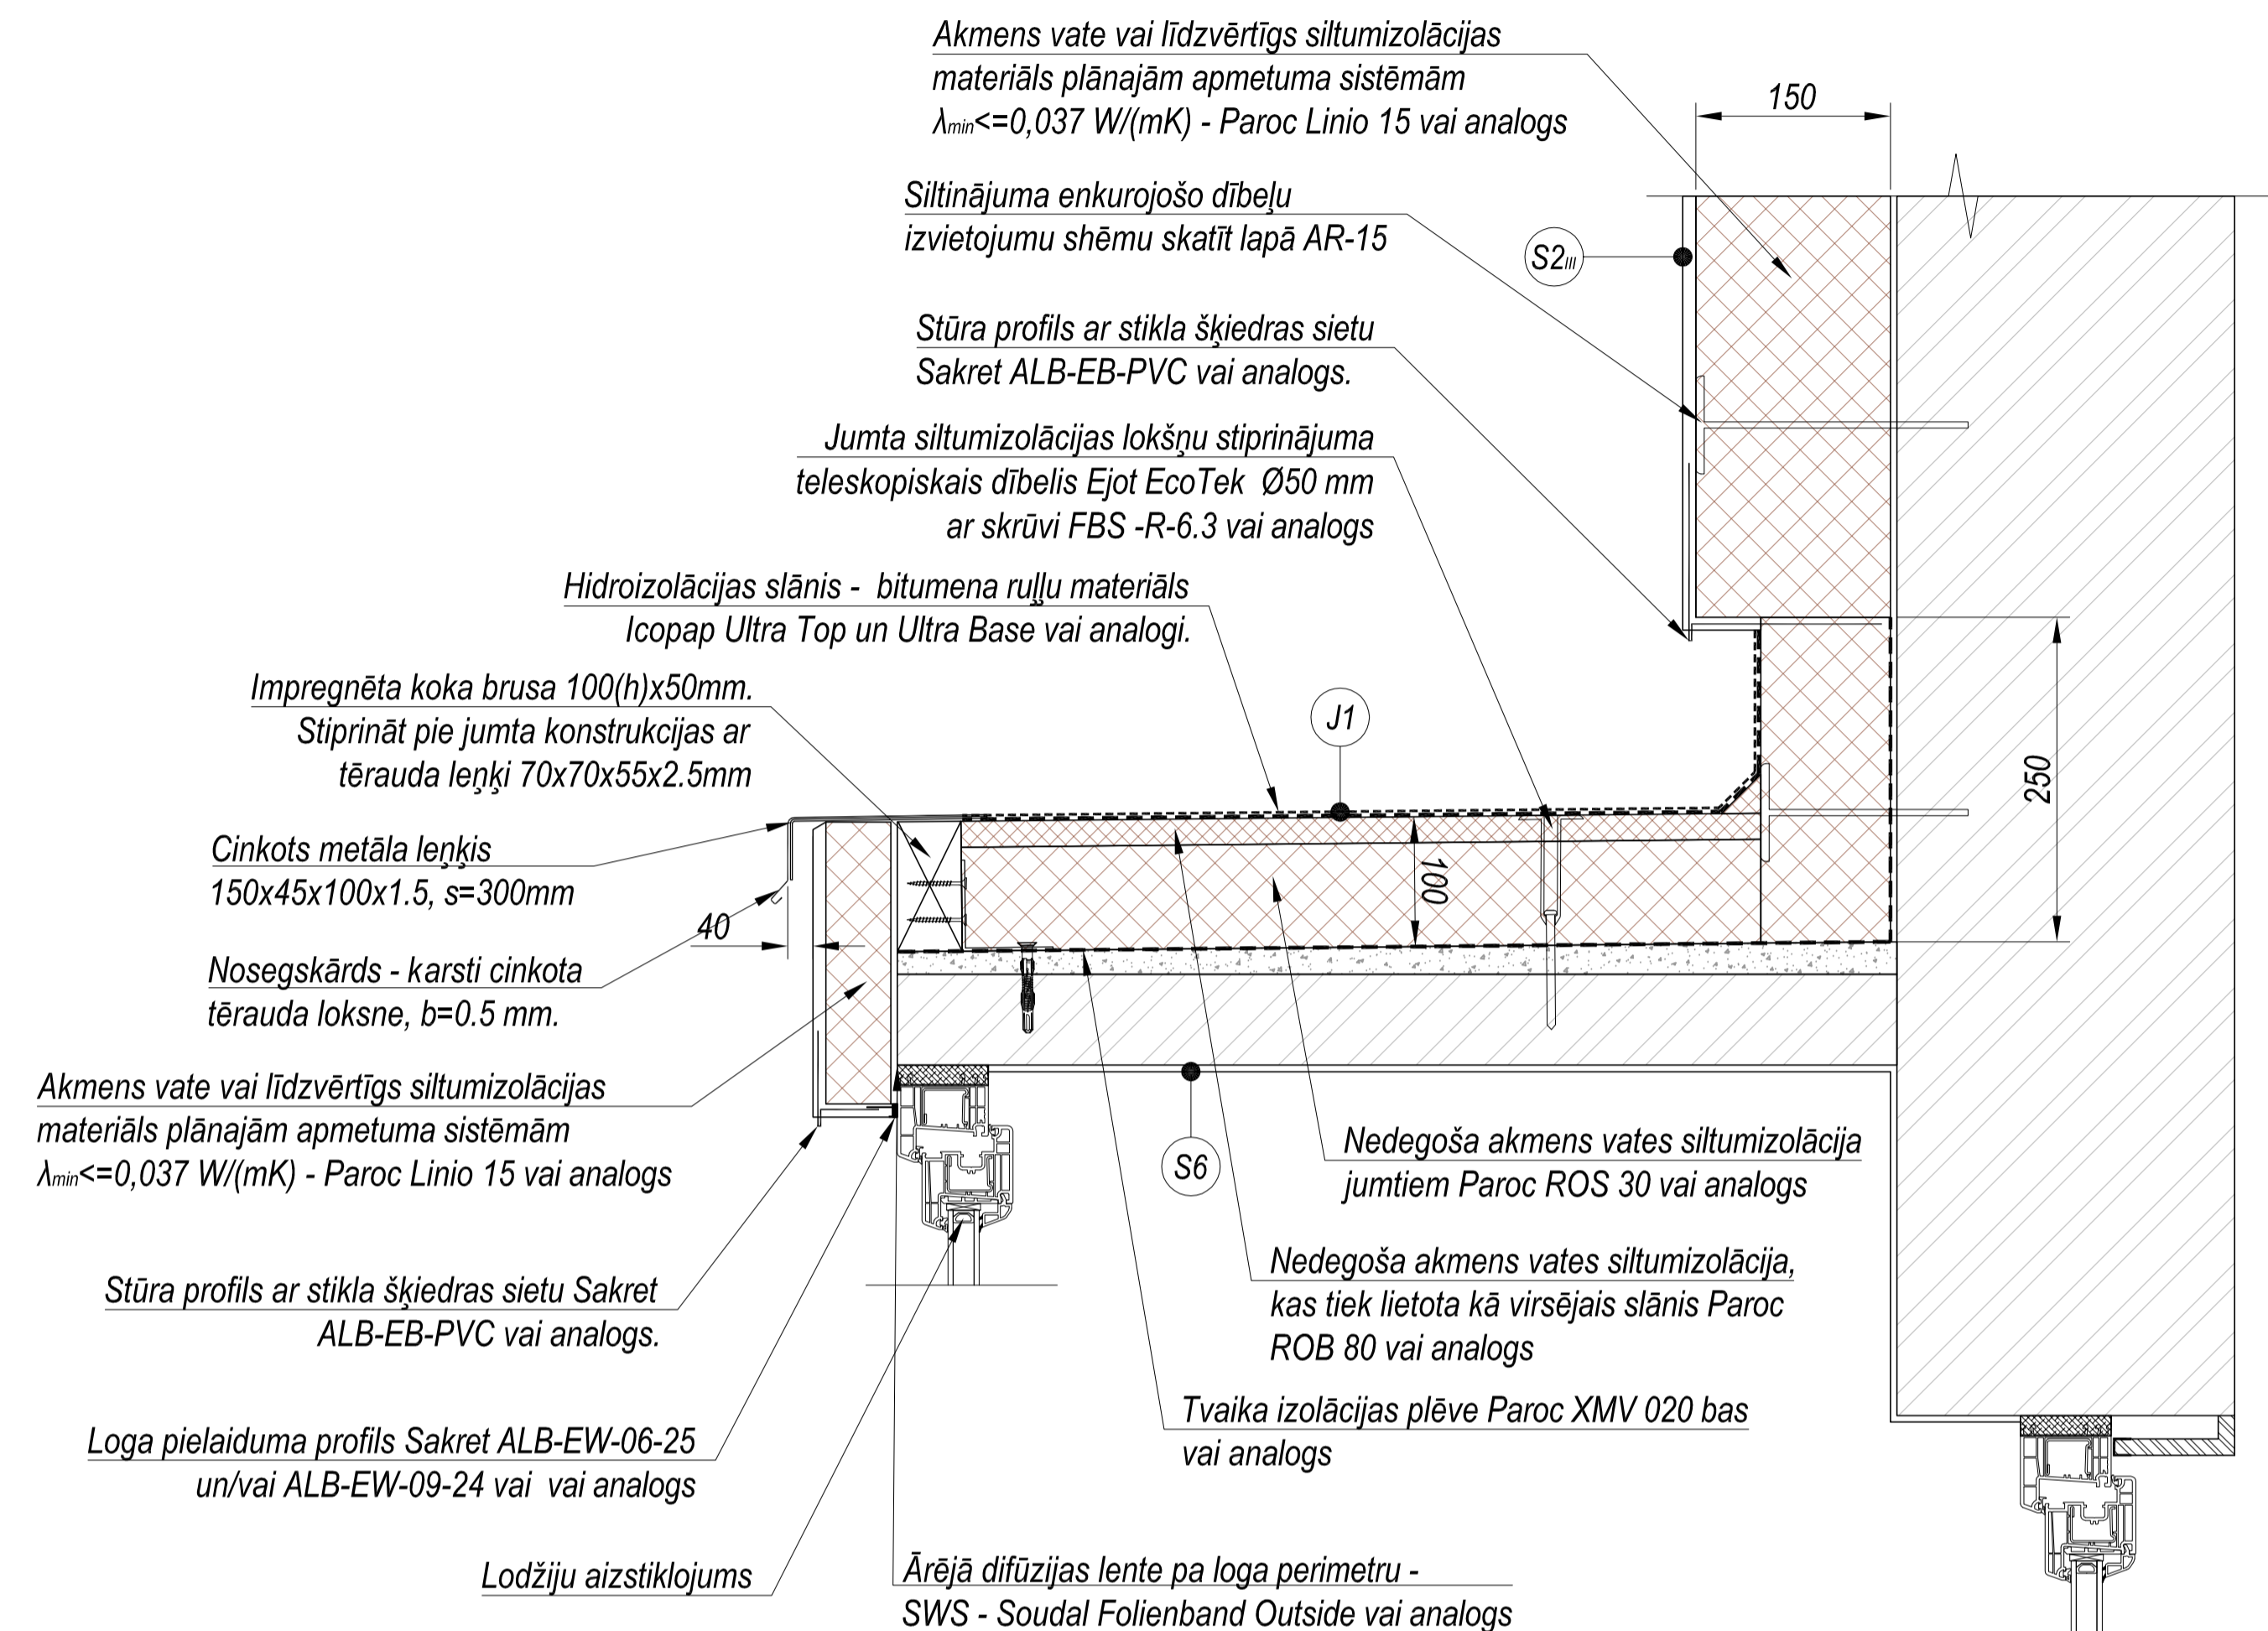 Akmens vate vai līdzvērtīgs siltumizolācijas
materiāls plānajām apmetuma sistēmām
λmin<=0,037 W/(mK) - Paroc Linio 15 vai analogs
150
Siltinājuma enkurojošo dībeļu
izvietojumu shēmu skatīt lapā AR-15
S2III
Stūra profils ar stikla šķiedras sietu
Sakret ALB-EB-PVC vai analogs.
Jumta siltumizolācijas lokšņu stiprinājuma
teleskopiskais dībelis Ejot EcoTek Ø50 mm
ar skrūvi FBS -R-6.3 vai analogs
Hidroizolācijas slānis - bitumena ruļļu materiāls
Icopap Ultra Top un Ultra Base vai analogi.
Impregnēta koka brusa 100(h)x50mm.
Stiprināt pie jumta konstrukcijas ar
tērauda leņķi 70x70x55x2.5mm
J1
250
Cinkots metāla leņķis
150x45x100x1.5, s=300mm
100
40
Nosegskārds - karsti cinkota
tērauda loksne, b=0.5 mm.
Akmens vate vai līdzvērtīgs siltumizolācijas
materiāls plānajām apmetuma sistēmām
λmin<=0,037 W/(mK) - Paroc Linio 15 vai analogs
S6
Nedegoša akmens vates siltumizolācija
jumtiem Paroc ROS 30 vai analogs
Stūra profils ar stikla šķiedras sietu Sakret
ALB-EB-PVC vai analogs.
Nedegoša akmens vates siltumizolācija,
kas tiek lietota kā virsējais slānis Paroc
ROB 80 vai analogs
Loga pielaiduma profils Sakret ALB-EW-06-25
un/vai ALB-EW-09-24 vai vai analogs
Tvaika izolācijas plēve Paroc XMV 020 bas
vai analogs
Lodžiju aizstiklojums
Ārējā difūzijas lente pa loga perimetru -
SWS - Soudal Folienband Outside vai analogs